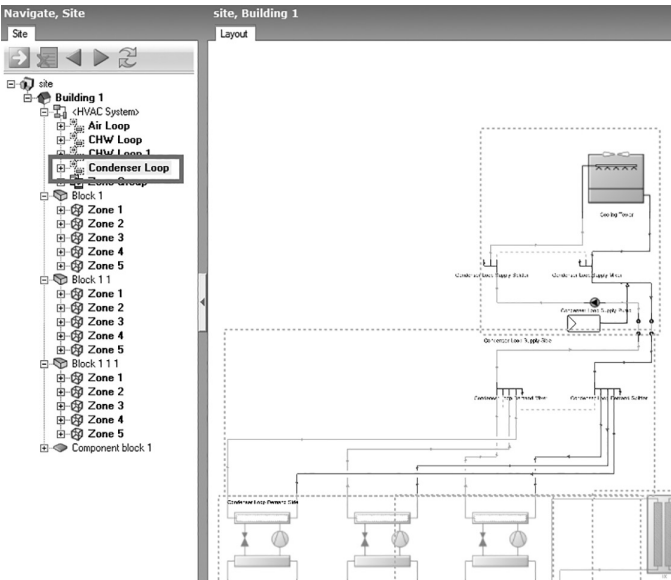 Navigate, Site
Site
site
Building 1
<HVAC System>
Air Loop
CHW Loop
CHW Loop 1
Condenser Loop
Zone Group
Block 1
Zone 1
Zone 2
Zone 3
Zone 4
Zone 5
Block 1 1
Zone 1
Zone 2
Zone 3
Zone 4
Zone 5
Block 1 1 1
Zone 1
Zone 2
Zone 3
Zone 4
Zone 5
Component block 1
site, Building 1
Layout
Cooling Tower
Condenser Loop Supply Splitter
Condenser Loop Supply Mixer
Condenser Loop Supply Pump
Condenser Loop Supply Side
Condenser Loop Demand Mixer
Condenser Loop Demand Splitter
Condenser Loop Demand Side